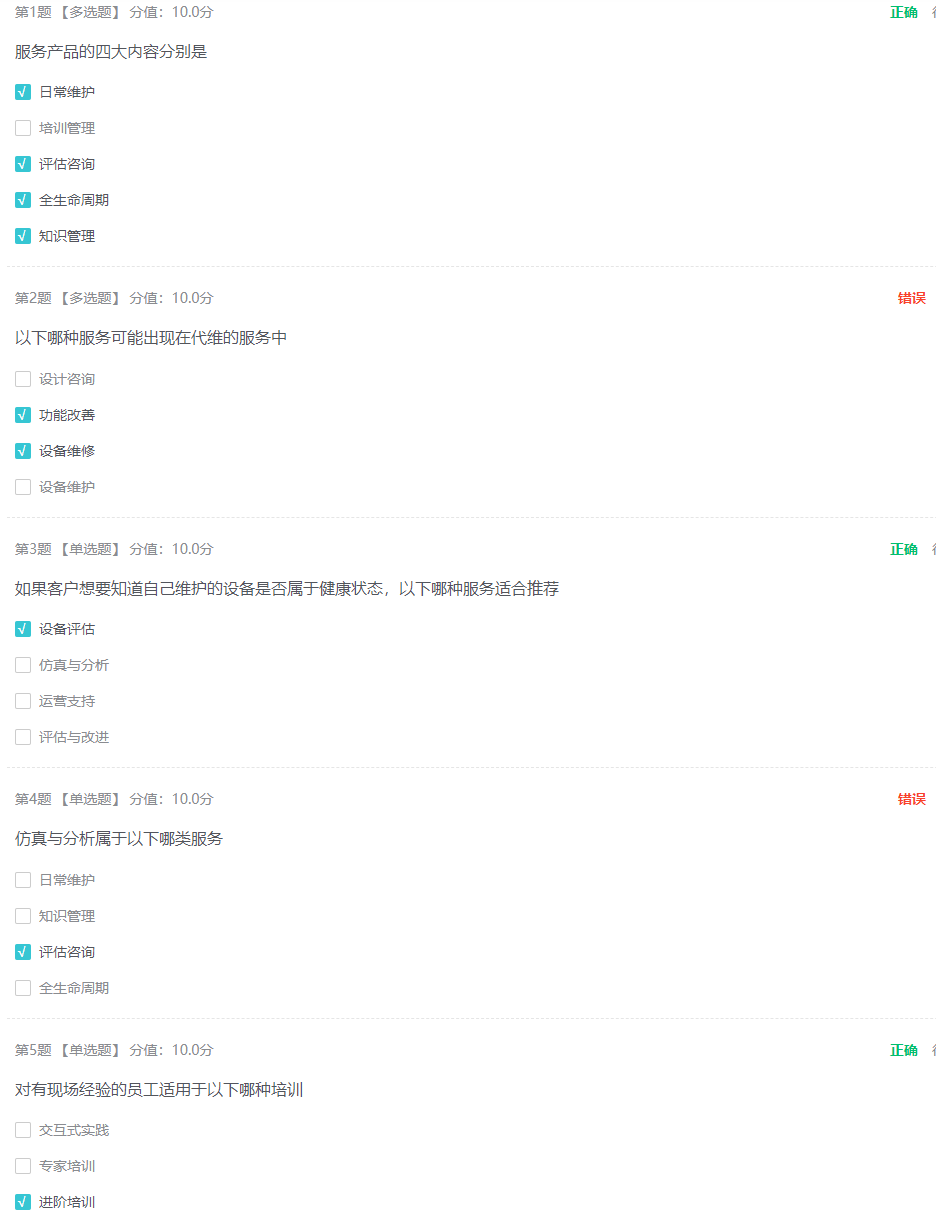 第1题 【多选题】 分值：10.0分 正确
服务产品的四大内容分别是
日常维护
培训管理
评估咨询
全生命周期
知识管理
第2题 【多选题】 分值：10.0分 错误
以下哪种服务可能出现在代维的服务中
设计咨询
功能改善
设备维修
设备维护
第3题 【单选题】 分值：10.0分 正确
如果客户想要知道自己维护的设备是否属于健康状态，以下哪种服务适合推荐
设备评估
仿真与分析
运营支持
评估与改进
第4题 【单选题】 分值：10.0分 错误
仿真与分析属于以下哪类服务
日常维护
知识管理
评估咨询
全生命周期
第5题 【单选题】 分值：10.0分 正确
对有现场经验的员工适用于以下哪种培训
交互式实践
专家培训
进阶培训